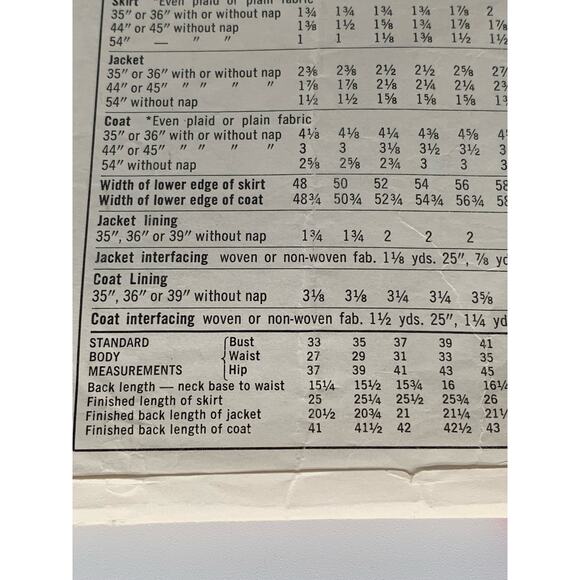 Skirt *Even plaid or plain fabric
35" or 36" with or without nap 1¾ 1¾ 1¾ 1¾ 1⅞ 2
44" or 45" " " " " 1⅜ 1½ 1⅝ 1¾ 1⅞ 1⅞
54" — " " 1 1 1⅛ 1⅜ 1½ 1½
Jacket
35" or 36" with or without nap 2⅜ 2⅜ 2½ 2½ 2⅝ 2⅞
44" or 45" " " " " 1⅞ 1⅞ 2⅛ 2¼ 2¼
54" without nap 1½ 1½ 1⅝ 1⅝ 1⅝
Coat *Even plaid or plain fabric
35" or 36" with or without nap 4⅛ 4⅛ 4¼ 4⅜ 4⅝
44" or 45" " " " " 3 3 3⅛ 3½ 3½
54" without nap 2⅝ 2⅝ 2¾ 3 3
Width of lower edge of skirt 48 50 52 54 56 58
Width of lower edge of coat 48¾ 50¾ 52¾ 54¾ 56¾ 58
Jacket lining
35", 36" or 39" without nap 1¾ 1¾ 2 2 2
Jacket interfacing woven or non-woven fab. 1⅛ yds. 25", ⅞
Coat Lining
35", 36" or 39" without nap 3⅛ 3⅛ 3¼ 3¼ 3⅝
Coat interfacing woven or non-woven fab. 1½ yds. 25", 1¼
STANDARD Bust 33 35 37 39 41
BODY Waist 27 29 31 33 35
MEASUREMENTS Hip 37 39 41 43 45
Back length — neck base to waist 15¼ 15½ 15¾ 16 16¼
Finished length of skirt 25 25¼ 25½ 25¾ 26
Finished back length of jacket 20½ 20¾ 21 21¼
Finished back length of coat 41 41½ 42 42½ 43